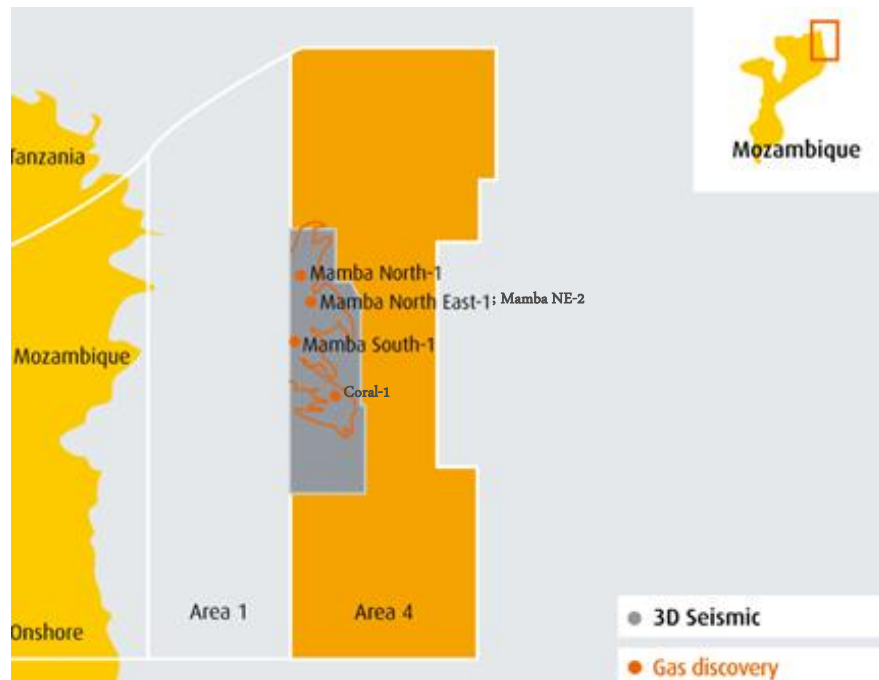 Mozambique
Tanzania
Mamba North-1
Mamba North East-1; Mamba NE-2
Mamba South-1
Mozambique
Coral-1
Area 1
Area 4
Onshore
3D Seismic
Gas discovery